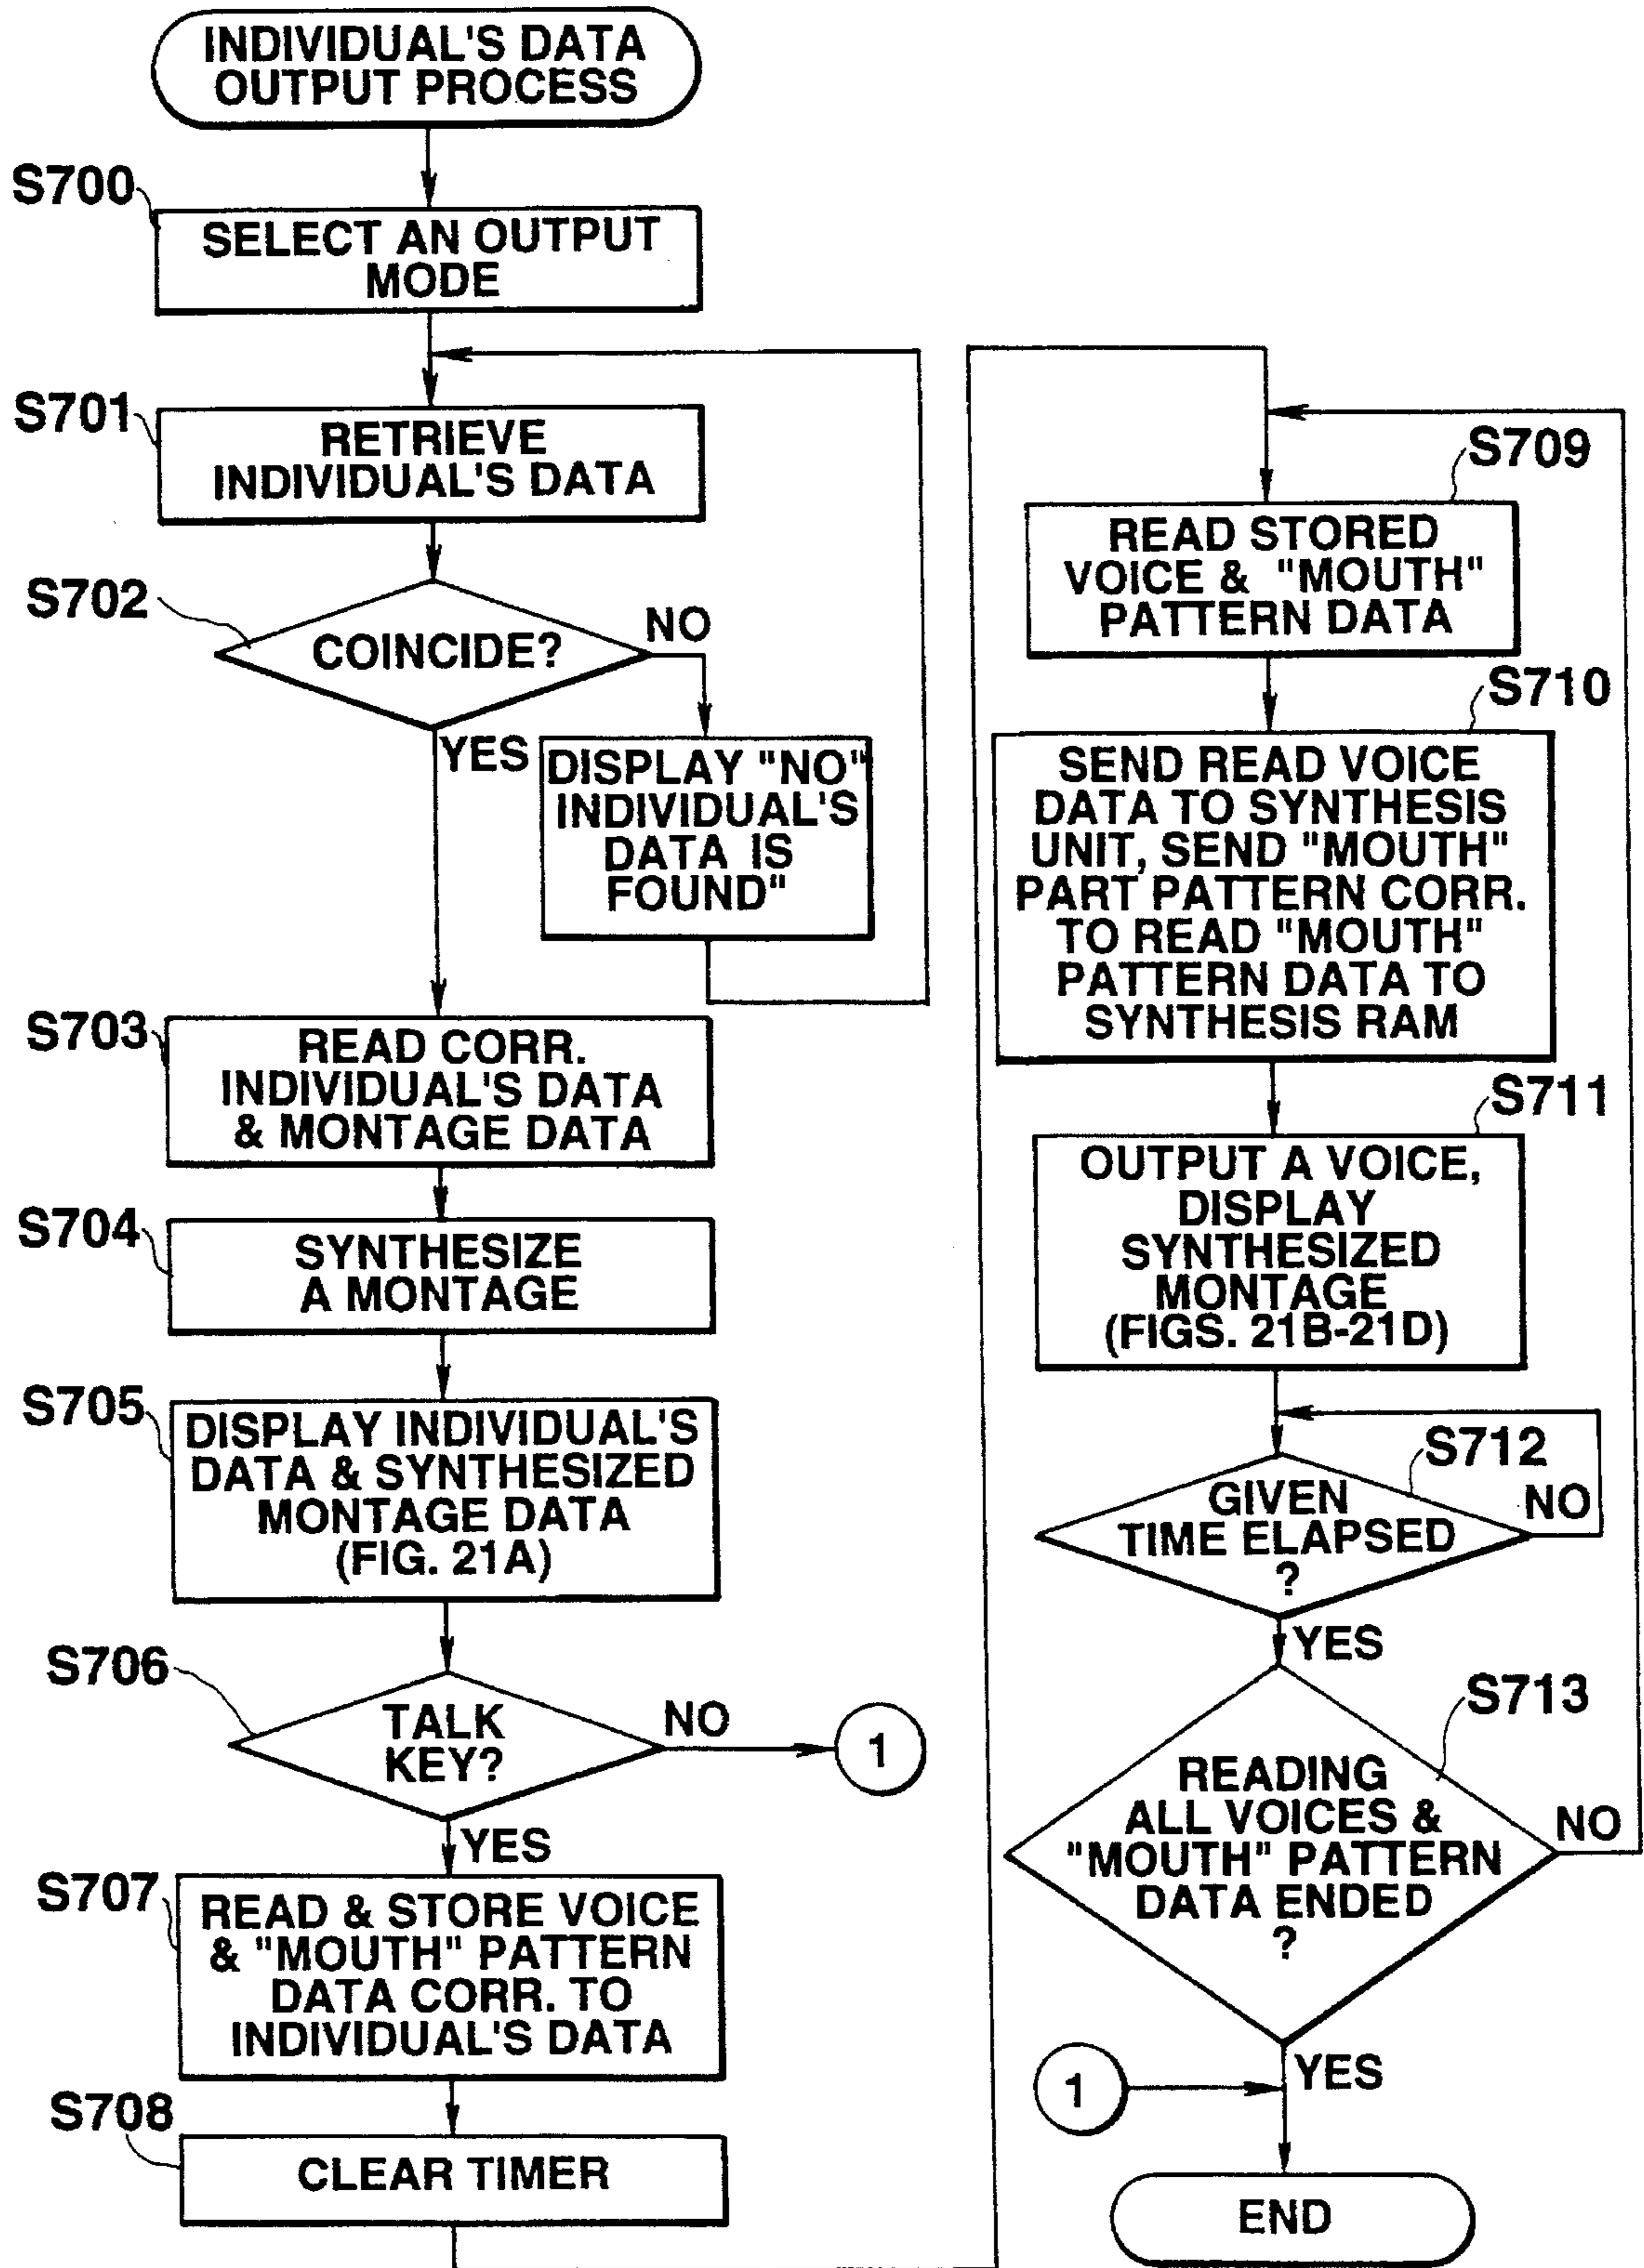 INDIVIDUAL'S DATA
OUTPUT PROCESS
S700
SELECT AN OUTPUT
MODE
S701
RETRIEVE
INDIVIDUAL'S DATA
S702
COINCIDE?
NO
YES
DISPLAY "NO"
INDIVIDUAL'S
DATA IS
FOUND"
S703
READ CORR.
INDIVIDUAL'S DATA
& MONTAGE DATA
S704
SYNTHESIZE
A MONTAGE
S705
DISPLAY INDIVIDUAL'S
DATA & SYNTHESIZED
MONTAGE DATA
(FIG. 21A)
S706
TALK
KEY?
NO
1
YES
S707
READ & STORE VOICE
& "MOUTH" PATTERN
DATA CORR. TO
INDIVIDUAL'S DATA
S708
CLEAR TIMER
S709
READ STORED
VOICE & "MOUTH"
PATTERN DATA
S710
SEND READ VOICE
DATA TO SYNTHESIS
UNIT, SEND "MOUTH"
PART PATTERN CORR.
TO READ "MOUTH"
PATTERN DATA TO
SYNTHESIS RAM
S711
OUTPUT A VOICE,
DISPLAY
SYNTHESIZED
MONTAGE
(FIGS. 21B-21D)
S712
GIVEN
TIME ELAPSED
?
NO
YES
S713
READING
ALL VOICES &
"MOUTH" PATTERN
DATA ENDED
?
NO
YES
1
END